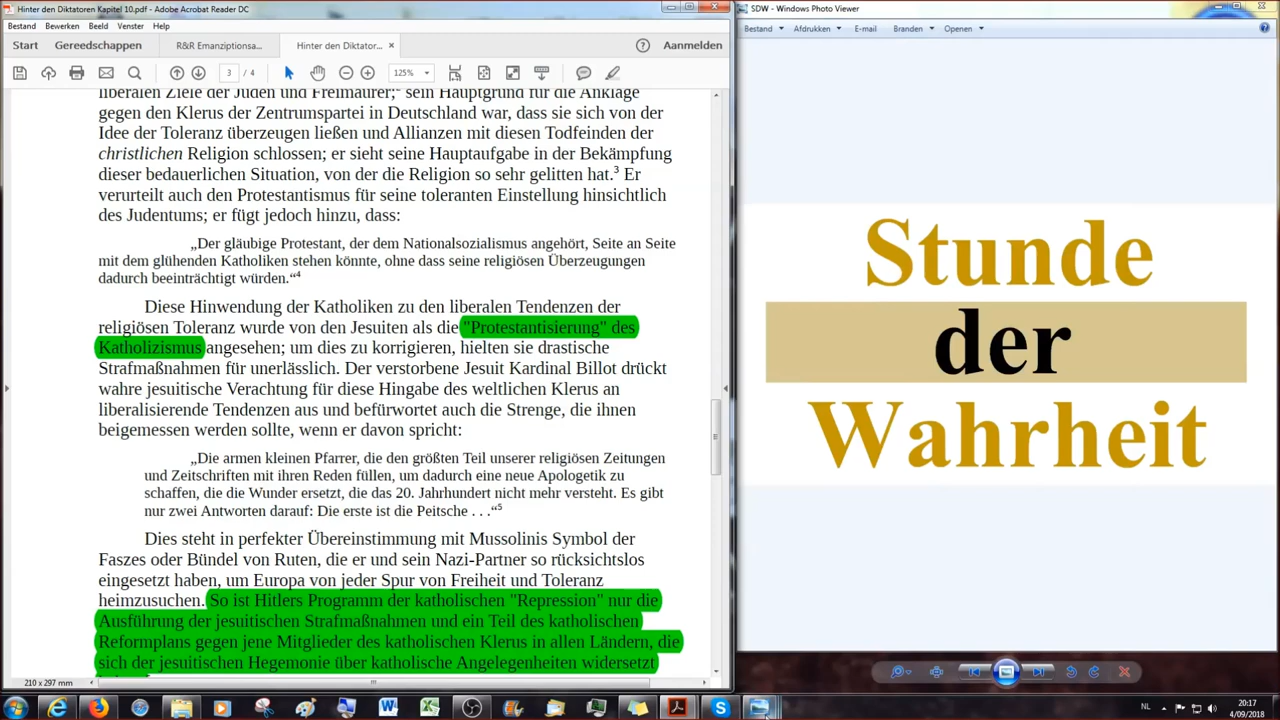 Hinter den Diktatoren Kapitel 10.pdf - Adobe Acrobat Reader DC
Bestand Bewerken Beeld Venster Help
Start Gereedschappen R&R Emanziptionsa... Hinter den Diktator... × Anmelden
3 / 4 125%
liberalen Ziele der Juden und Freimaurer; sein Hauptgrund für die Anklage
gegen den Klerus der Zentrumspartei in Deutschland war, dass sie sich von der
Idee der Toleranz überzeugen ließen und Allianzen mit diesen Todfeinden der
christlichen Religion schlossen; er sieht seine Hauptaufgabe in der Bekämpfung
dieser bedauerlichen Situation, von der die Religion so sehr gelitten hat.³ Er
verurteilt auch den Protestantismus für seine toleranten Einstellung hinsichtlich
des Judentums; er fügt jedoch hinzu, dass:
„Der gläubige Protestant, der dem Nationalsozialismus angehört, Seite an Seite
mit dem glühenden Katholiken stehen könnte, ohne dass seine religiösen Überzeugungen
dadurch beeinträchtigt würden.“⁴
Diese Hinwendung der Katholiken zu den liberalen Tendenzen der
religiösen Toleranz wurde von den Jesuiten als die "Protestantisierung" des
Katholizismus angesehen; um dies zu korrigieren, hielten sie drastische
Strafmaßnahmen für unerlässlich. Der verstorbene Jesuit Kardinal Billot drückt
wahre jesuitische Verachtung für diese Hingabe des weltlichen Klerus an
liberalisierende Tendenzen aus und befürwortet auch die Strenge, die ihnen
beigemessen werden sollte, wenn er davon spricht:
„Die armen kleinen Pfarrer, die den größten Teil unserer religiösen Zeitungen
und Zeitschriften mit ihren Reden füllen, um dadurch eine neue Apologetik zu
schaffen, die die Wunder ersetzt, die das 20. Jahrhundert nicht mehr versteht. Es gibt
nur zwei Antworten darauf: Die erste ist die Peitsche . . .“⁵
Dies steht in perfekter Übereinstimmung mit Mussolinis Symbol der
Faszes oder Bündel von Ruten, die er und sein Nazi-Partner so rücksichtslos
eingesetzt haben, um Europa von jeder Spur von Freiheit und Toleranz
heimzusuchen. So ist Hitlers Programm der katholischen "Repression" nur die
Ausführung der jesuitischen Strafmaßnahmen und ein Teil des katholischen
Reformplans gegen jene Mitglieder des katholischen Klerus in allen Ländern, die
sich der jesuitischen Hegemonie über katholische Angelegenheiten widersetzt
210 x 297 mm
SDW - Windows Photo Viewer
Bestand Afdrukken E-mail Branden Openen
Stunde
der
Wahrheit
NL 20:17
4/09/2018